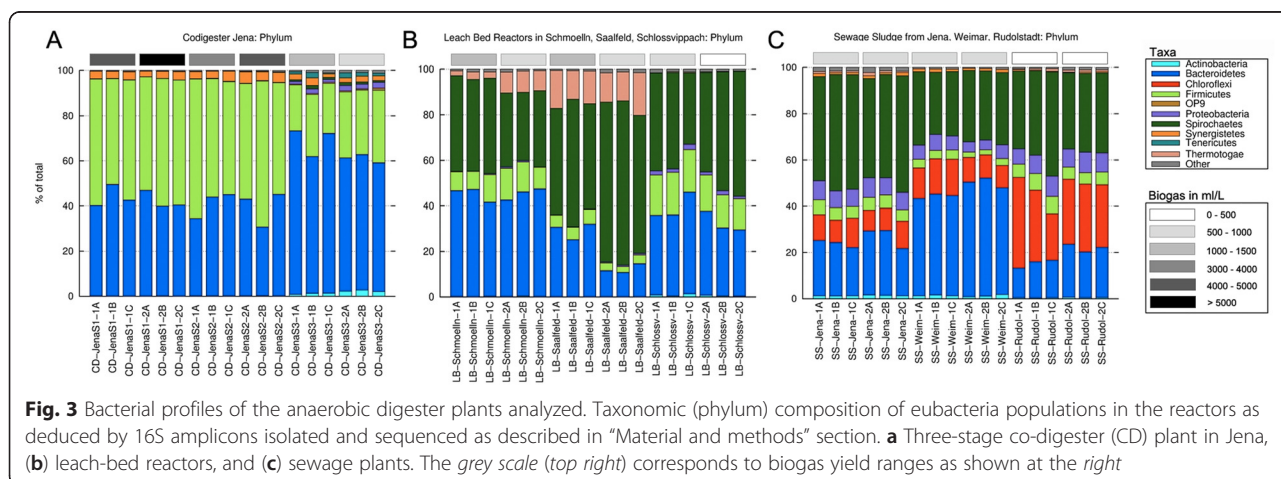 A
Codigester Jena: Phylum
% of total
100
80
60
40
20
0
CD-JenaS1-1A
CD-JenaS1-1B
CD-JenaS1-1C
CD-JenaS1-2A
CD-JenaS1-2B
CD-JenaS1-2C
CD-JenaS2-1A
CD-JenaS2-1B
CD-JenaS2-1C
CD-JenaS2-2A
CD-JenaS2-2B
CD-JenaS2-2C
CD-JenaS3-1A
CD-JenaS3-1B
CD-JenaS3-1C
CD-JenaS3-2A
CD-JenaS3-2B
CD-JenaS3-2C
B
Leach Bed Reactors in Schmoelln, Saalfeld, Schlossvippach: Phylum
100
80
60
40
20
0
LB-Schmoelln-1A
LB-Schmoelln-1B
LB-Schmoelln-1C
LB-Schmoelln-2A
LB-Schmoelln-2B
LB-Schmoelln-2C
LB-Saalfeld-1A
LB-Saalfeld-1B
LB-Saalfeld-1C
LB-Saalfeld-2A
LB-Saalfeld-2B
LB-Saalfeld-2C
LB-Schlossv-1A
LB-Schlossv-1B
LB-Schlossv-1C
LB-Schlossv-2A
LB-Schlossv-2B
LB-Schlossv-2C
C
Sewage Sludge from Jena, Weimar, Rudolstadt: Phylum
100
80
60
40
20
0
SS-Jena-1A
SS-Jena-1B
SS-Jena-1C
SS-Jena-2A
SS-Jena-2B
SS-Jena-2C
SS-Weim-1A
SS-Weim-1B
SS-Weim-1C
SS-Weim-2A
SS-Weim-2B
SS-Weim-2C
SS-Rudol-1A
SS-Rudol-1B
SS-Rudol-1C
SS-Rudol-2A
SS-Rudol-2B
SS-Rudol-2C
Taxa
Actinobacteria
Bacteroidetes
Chloroflexi
Firmicutes
OP9
Proteobacteria
Spirochaetes
Synergistetes
Tenericutes
Thermotogae
Other
Biogas in ml/L
0 - 500
500 - 1000
1000 - 1500
3000 - 4000
4000 - 5000
> 5000
Fig. 3 Bacterial profiles of the anaerobic digester plants analyzed. Taxonomic (phylum) composition of eubacteria populations in the reactors as
deduced by 16S amplicons isolated and sequenced as described in “Material and methods” section. a Three-stage co-digester (CD) plant in Jena,
(b) leach-bed reactors, and (c) sewage plants. The grey scale (top right) corresponds to biogas yield ranges as shown at the right